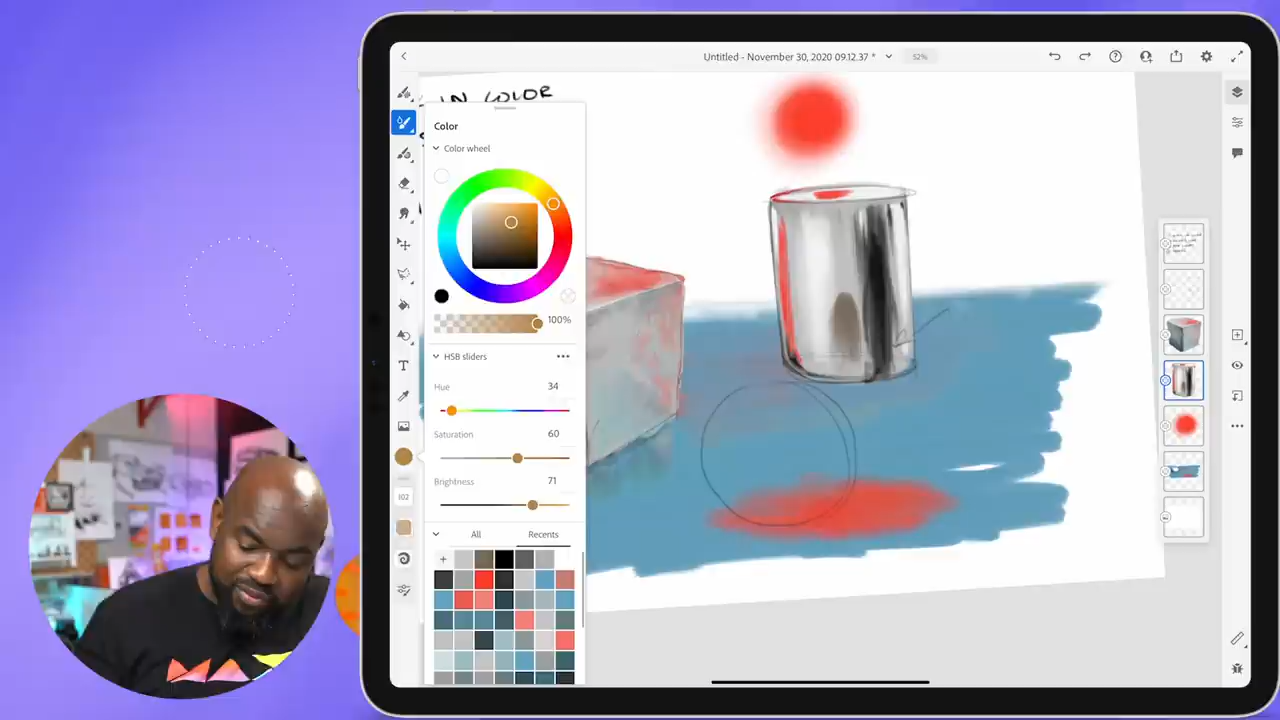 Untitled - November 30, 2020 09.12.37 *
52%
IN COLOR
Color
Color wheel
100%
HSB sliders
Hue
34
Saturation
60
Brightness
71
All
Recents
T
102